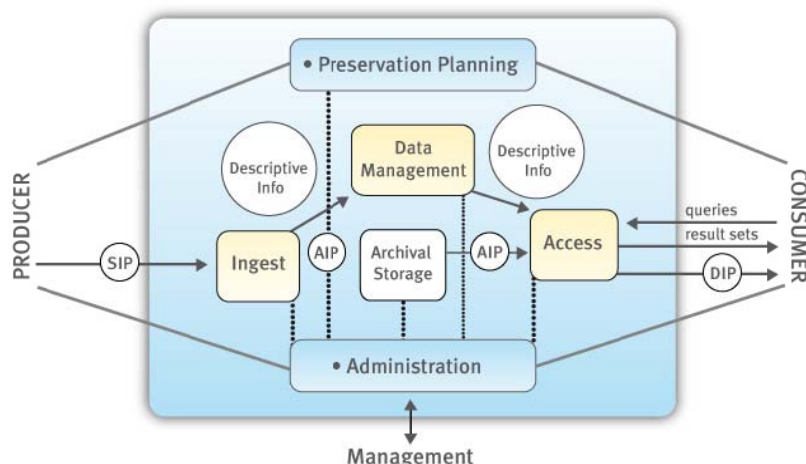 • Preservation Planning
Descriptive
Info
Data
Management
Descriptive
Info
PRODUCER
CONSUMER
queries
result sets
SIP
Ingest
AIP
Archival
Storage
AIP
Access
DIP
• Administration
Management